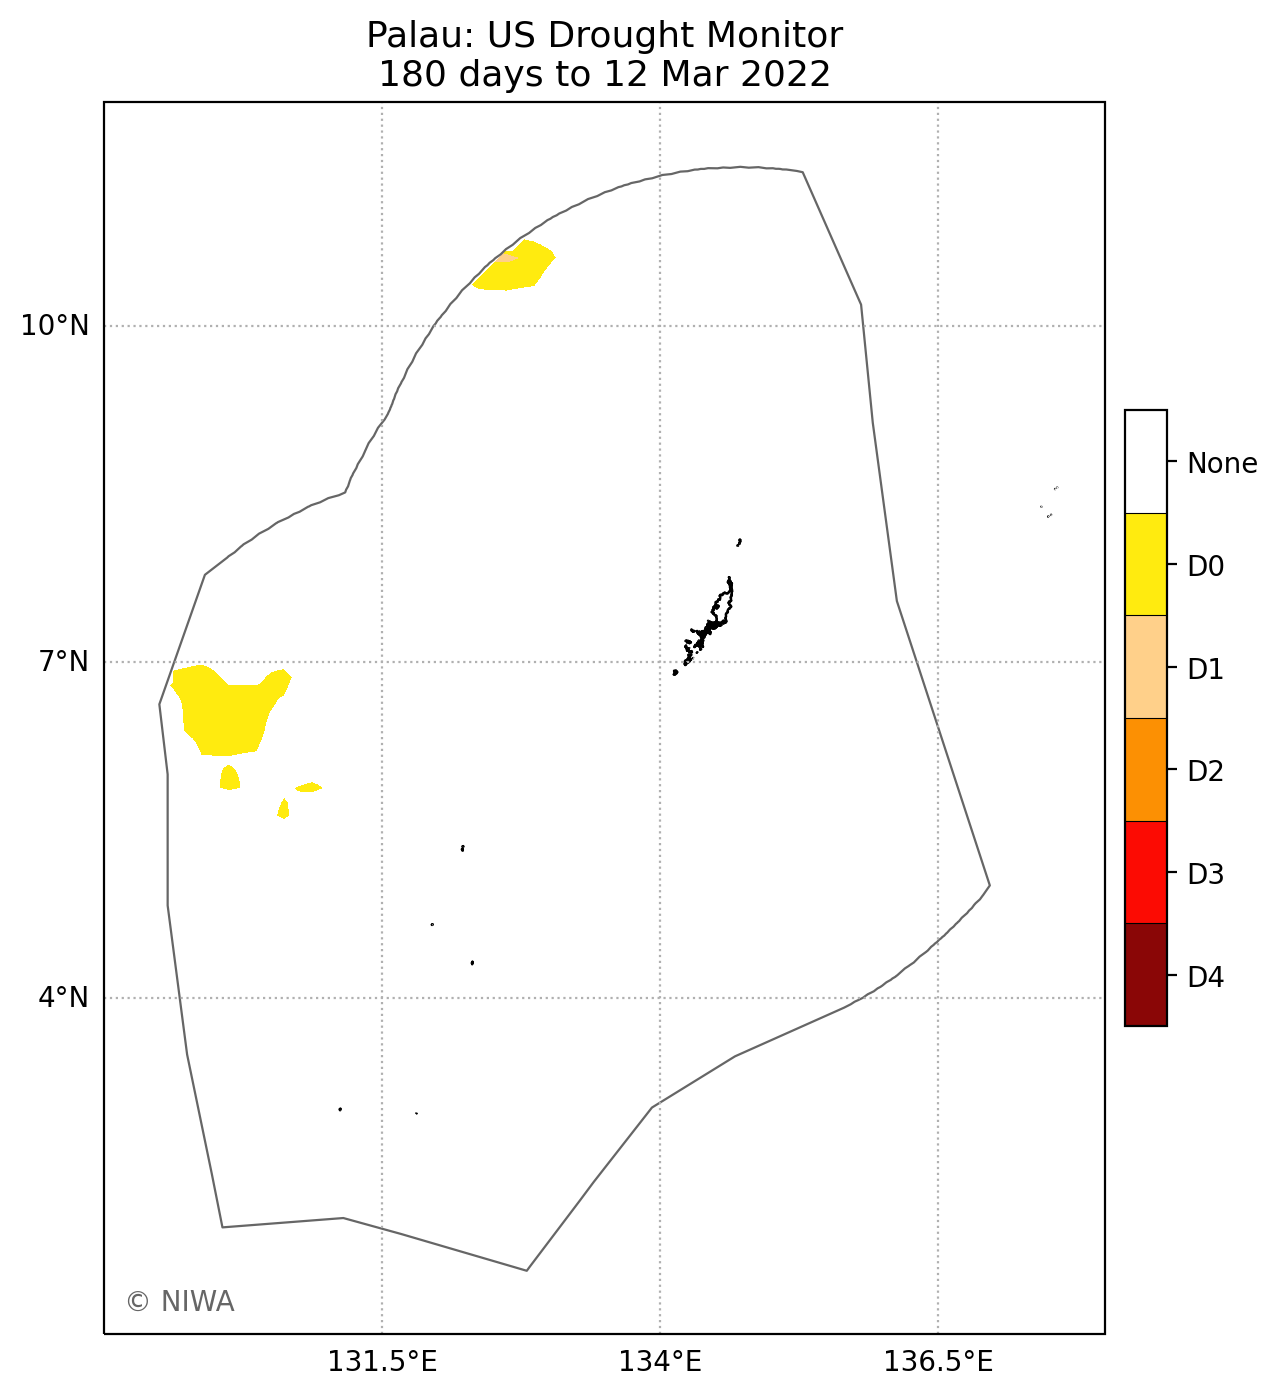 Palau: US Drought Monitor
180 days to 12 Mar 2022
10°N
7°N
4°N
131.5°E
134°E
136.5°E
None
D0
D1
D2
D3
D4
© NIWA